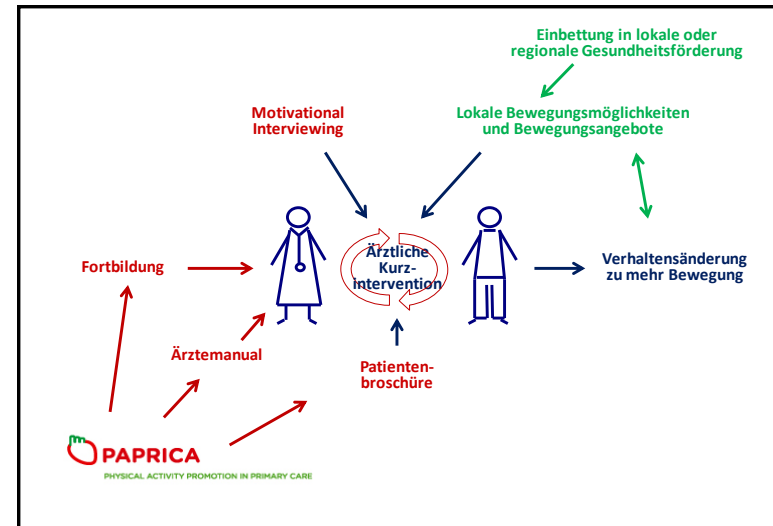 Einbettung in lokale oder
regionale Gesundheitsförderung
Motivational
Interviewing
Lokale Bewegungsmöglichkeiten
und Bewegungsangebote
Fortbildung
Ärztliche
Kurz-
intervention
Verhaltensänderung
zu mehr Bewegung
Ärztemanual
Patienten-
broschüre
PAPRICA
PHYSICAL ACTIVITY PROMOTION IN PRIMARY CARE